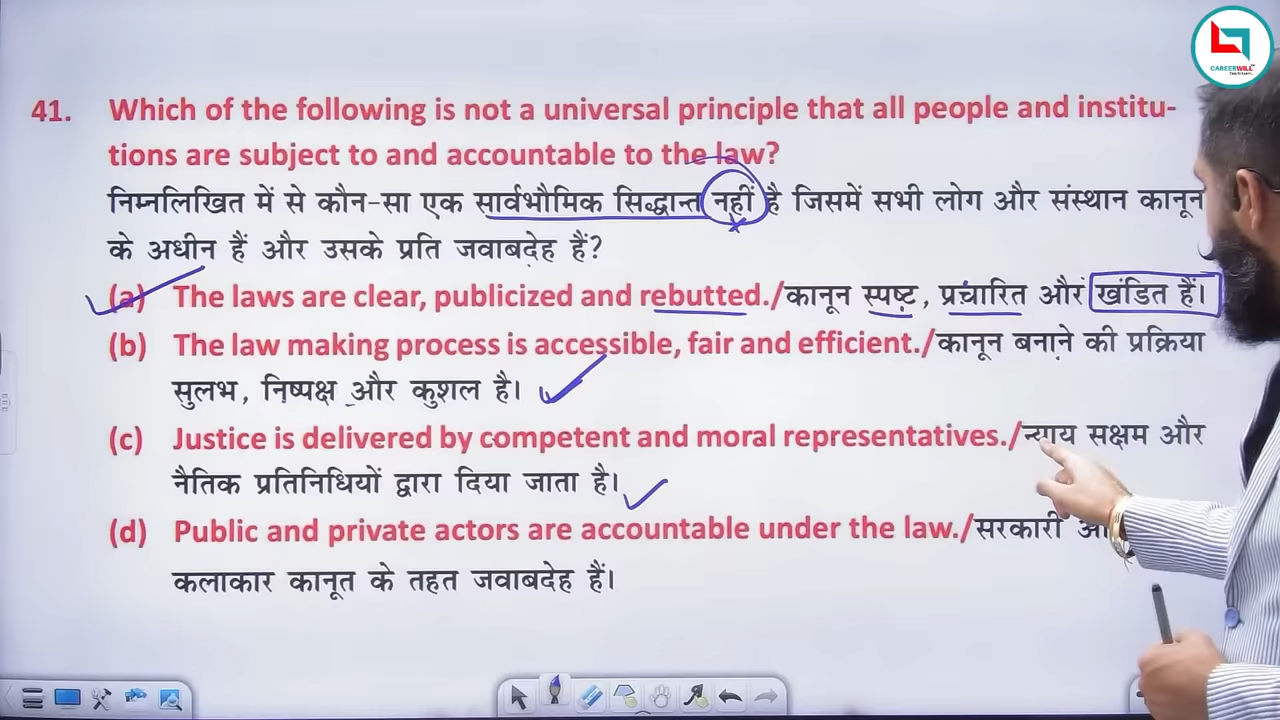 CAREERWILL
41. Which of the following is not a universal principle that all people and institu-
tions are subject to and accountable to the law?
निम्नलिखित में से कौन-सा एक सार्वभौमिक सिद्धान्त नहीं है जिसमें सभी लोग और संस्थान कानून
के अधीन हैं और उसके प्रति जवाबदेह हैं?
(a) The laws are clear, publicized and rebutted./कानून स्पष्ट, प्रचारित और खंडित हैं।
(b) The law making process is accessible, fair and efficient./कानून बनाने की प्रक्रिया
सुलभ, निष्पक्ष और कुशल है।
(c) Justice is delivered by competent and moral representatives./न्याय सक्षम और
नैतिक प्रतिनिधियों द्वारा दिया जाता है।
(d) Public and private actors are accountable under the law./सरकारी
कलाकार कानूत के तहत जवाबदेह हैं।